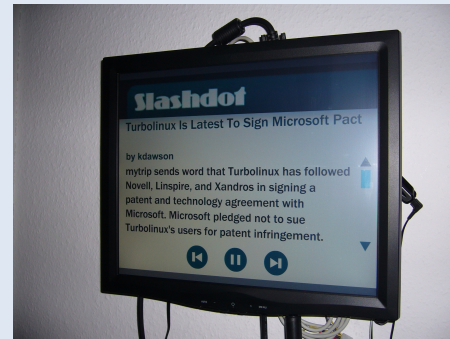 Slashdot
Turbolinux Is Latest To Sign Microsoft Pact
by kdawson
mytrip sends word that Turbolinux has followed
Novell, Linspire, and Xandros in signing a
patent and technology agreement with
Microsoft. Microsoft pledged not to sue
Turbolinux's users for patent infringement.